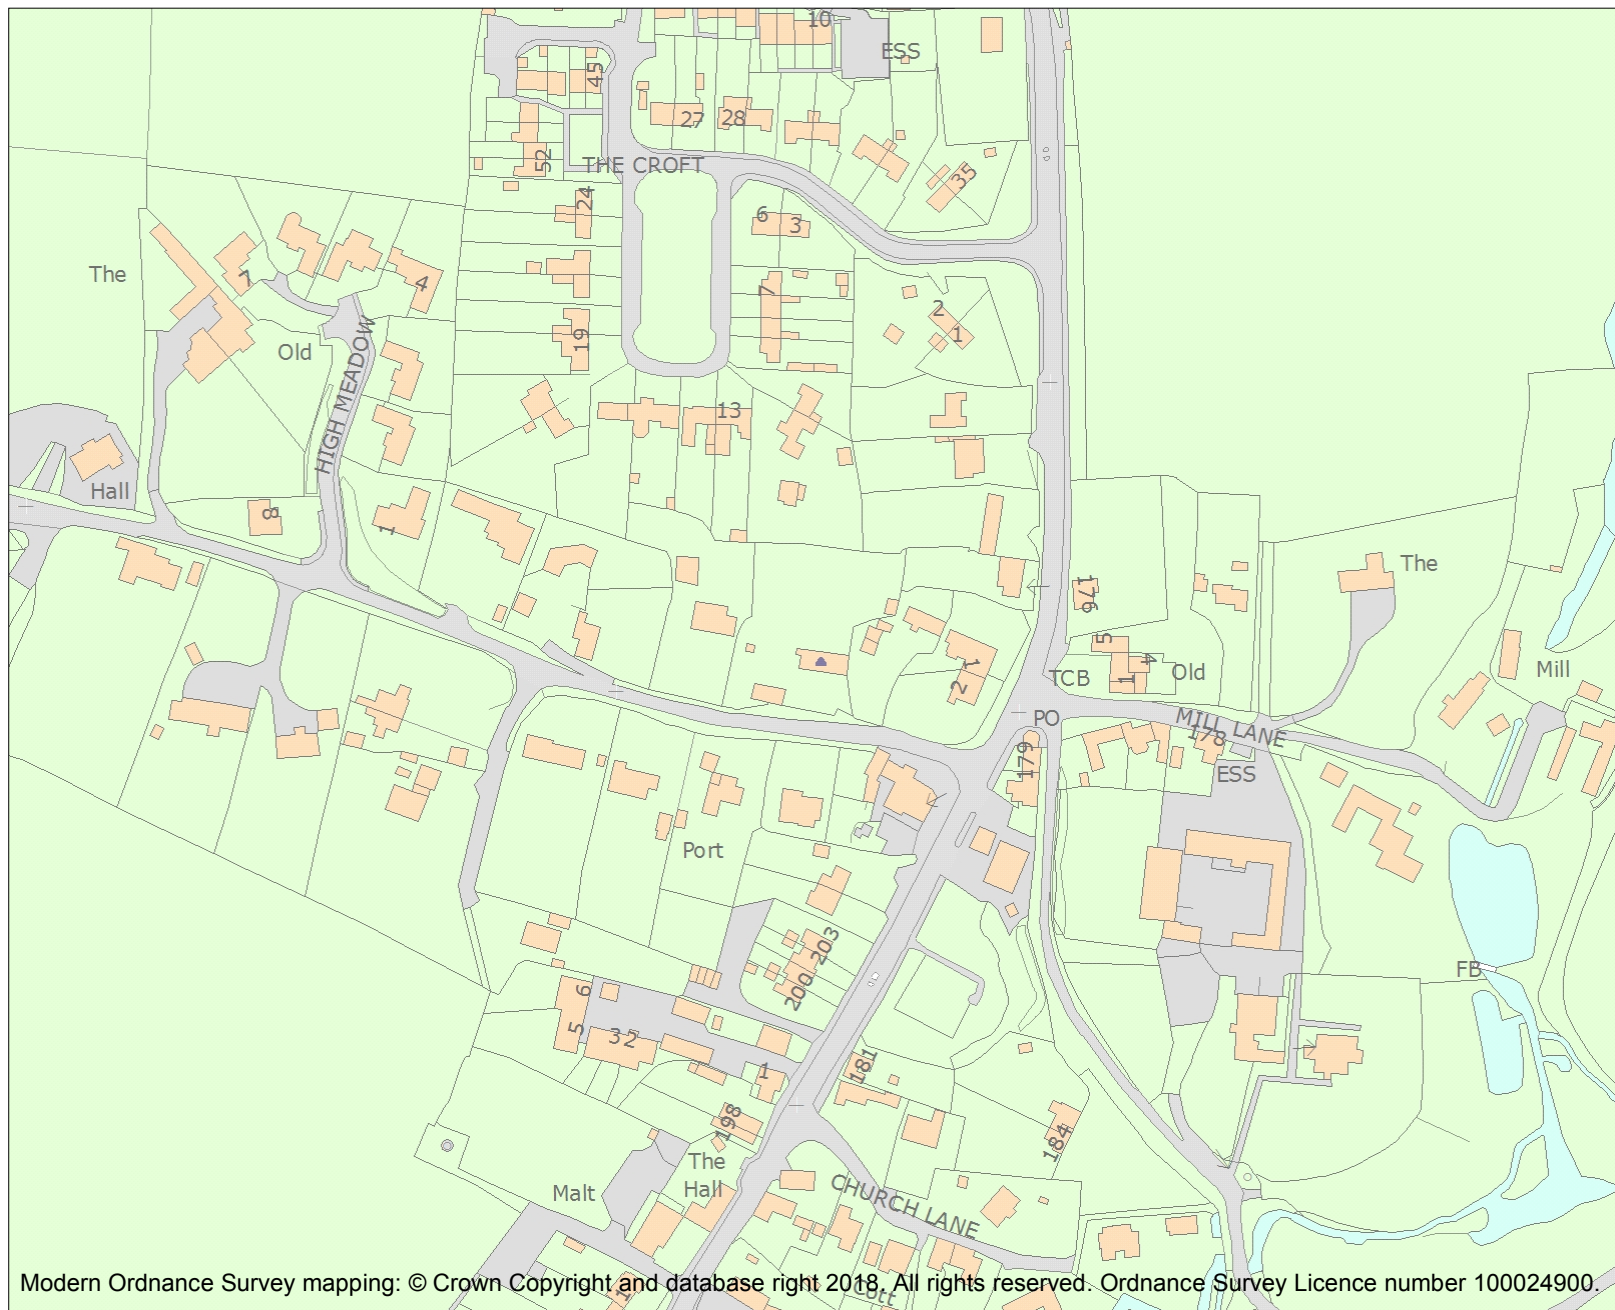 10
ESS
45
27
28
52
THE CROFT
35
24
6
3
The
7
4
7
2
1
Old
19
HIGH MEADOW
13
Hall
8
1
176
The
5
4
1
Old
Mill
1
2
TCB
PO
MILL LANE
178
179
ESS
Port
203
200
FB
6
5
3
2
1
181
198
184
The
Hall
Malt
CHURCH LANE
Cott
Modern Ordnance Survey mapping: © Crown Copyright and database right 2018. All rights reserved. Ordnance Survey Licence number 100024900.